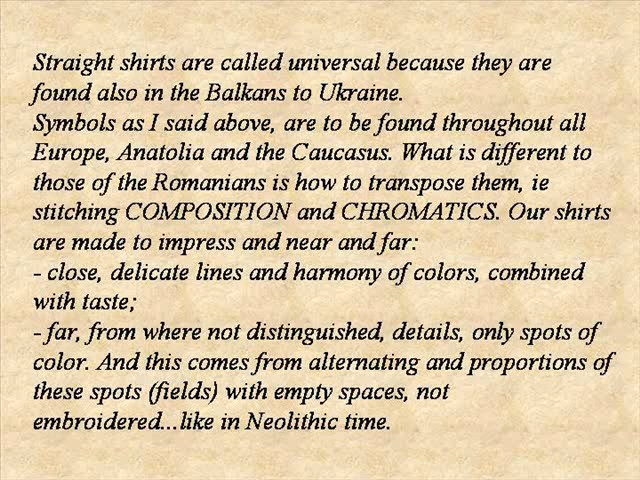 Straight shirts are called universal because they are
found also in the Balkans to Ukraine.
Symbols as I said above, are to be found throughout all
Europe, Anatolia and the Caucasus. What is different to
those of the Romanians is how to transpose them, ie
stitching COMPOSITION and CHROMATICS. Our shirts
are made to impress and near and far:
- close, delicate lines and harmony of colors, combined
with taste;
- far, from where not distinguished, details, only spots of
color. And this comes from alternating and proportions of
these spots (fields) with empty spaces, not
embroidered...like in Neolithic time.